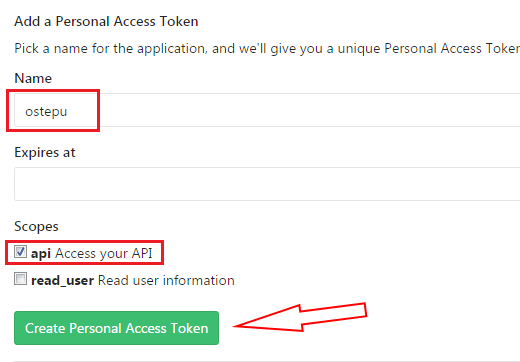 Add a Personal Access Token
Pick a name for the application, and we'll give you a unique Personal Access Token
Name
ostepu
Expires at
Scopes
api Access your API
read_user Read user information
Create Personal Access Token